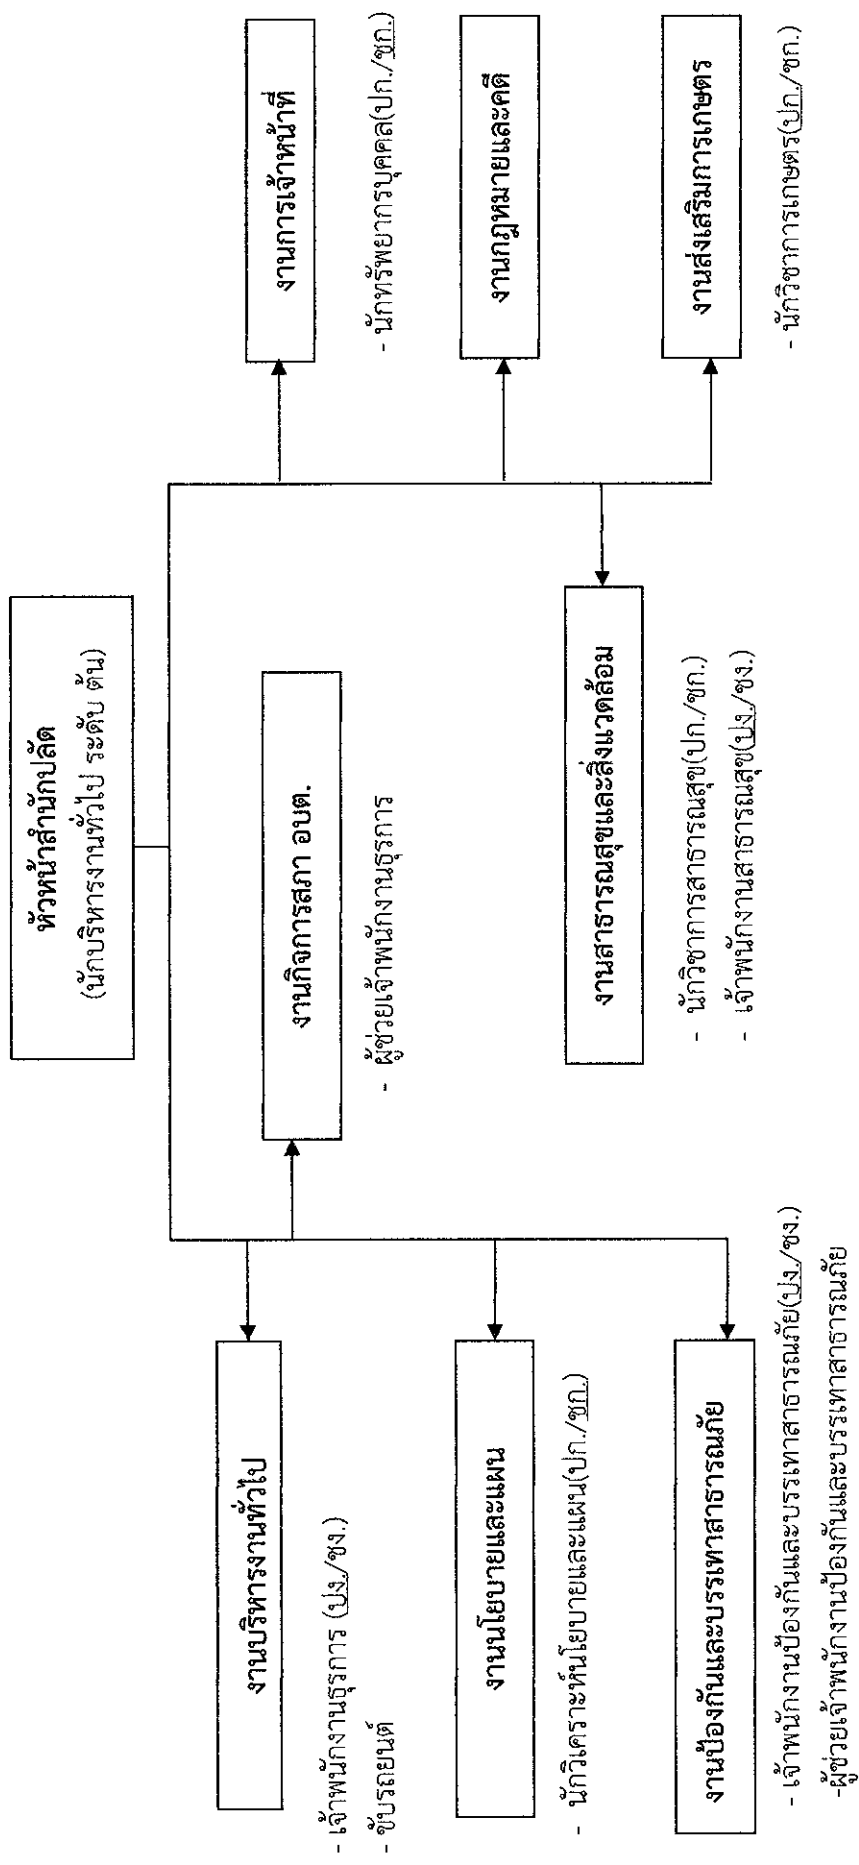 หัวหน้าสำนักปลัด
(นักบริหารงานทั่วไป ระดับ ต้น)
งานบริหารงานทั่วไป
- เจ้าพนักงานธุรการ (ปง./ชง.)
- ขับรถยนต์
งานกิจการสภา อบต.
- ผู้ช่วยเจ้าพนักงานธุรการ
งานการเจ้าหน้าที่
- นักทรัพยากรบุคคล(ปก./ชก.)
งานนโยบายและแผน
- นักวิเคราะห์นโยบายและแผน(ปก./ชก.)
งานกฎหมายและคดี
งานสาธารณสุขและสิ่งแวดล้อม
- นักวิชาการสาธารณสุข(ปก./ชก.)
- เจ้าพนักงานสาธารณสุข(ปง./ชง.)
งานป้องกันและบรรเทาสาธารณภัย
- เจ้าพนักงานป้องกันและบรรเทาสาธารณภัย(ปง./ชง.)
-ผู้ช่วยเจ้าพนักงานป้องกันและบรรเทาสาธารณภัย
งานส่งเสริมการเกษตร
- นักวิชาการเกษตร(ปก./ชก.)